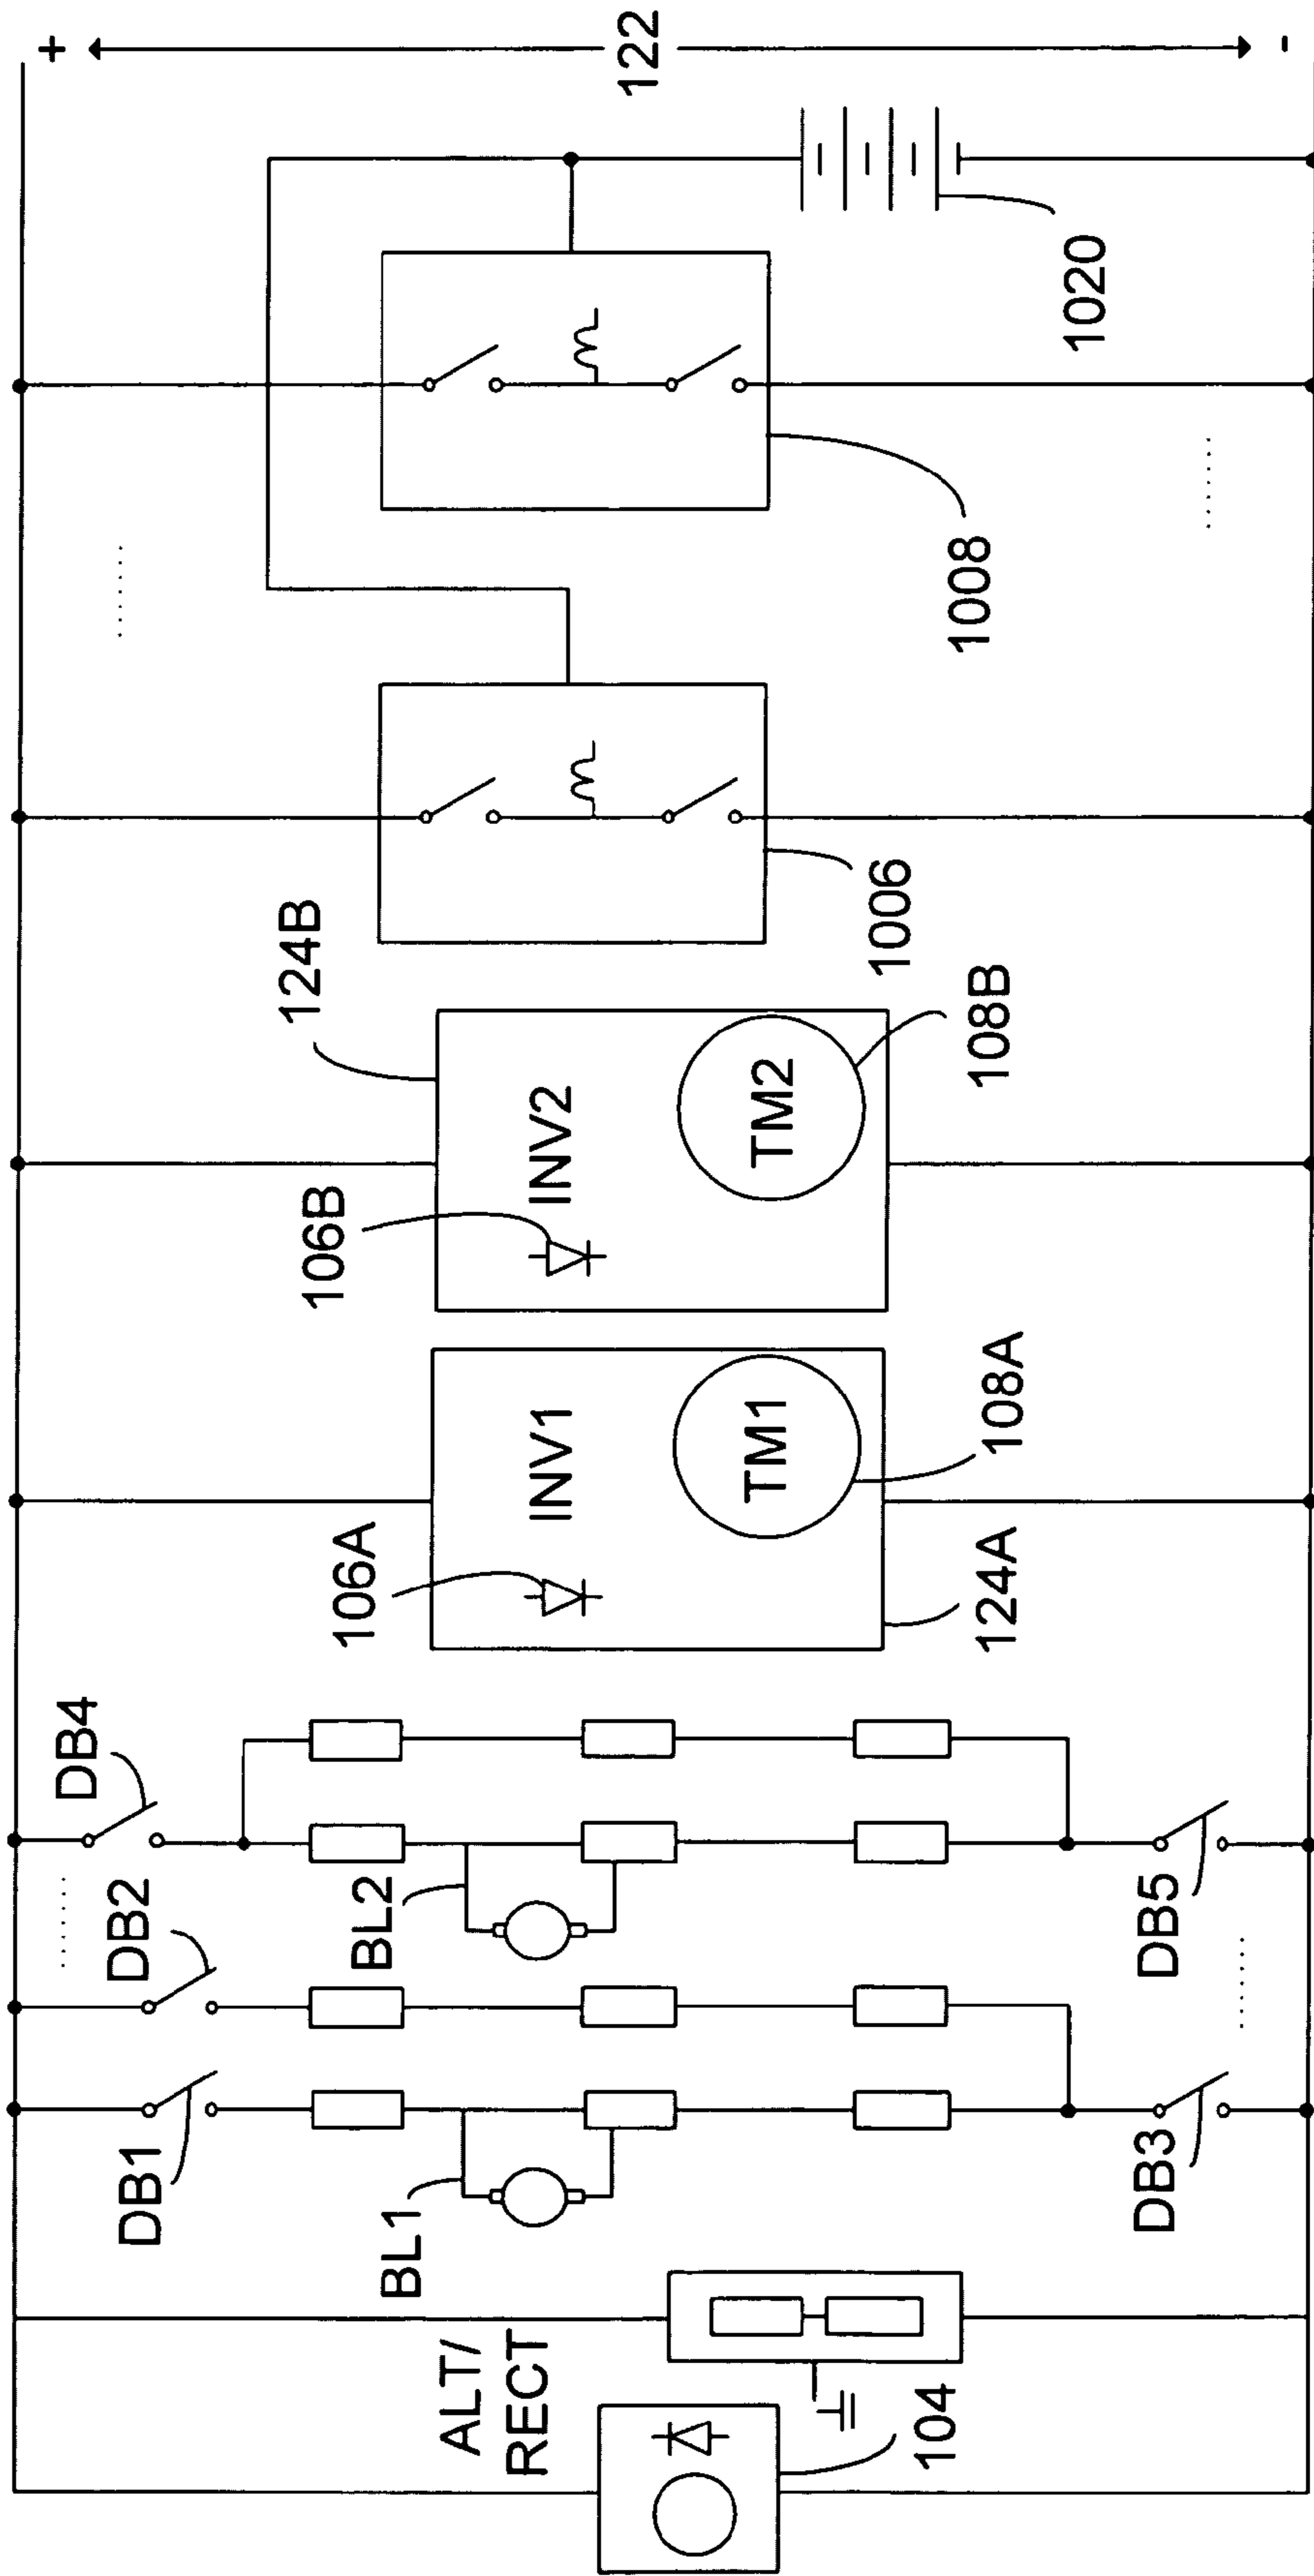 ALT/
RECT
104
BL1
DB1
DB2
DB3
BL2
DB4
DB5
106A
INV1
TM1
108A
124A
106B
INV2
TM2
108B
124B
1006
1008
1020
+
122
-